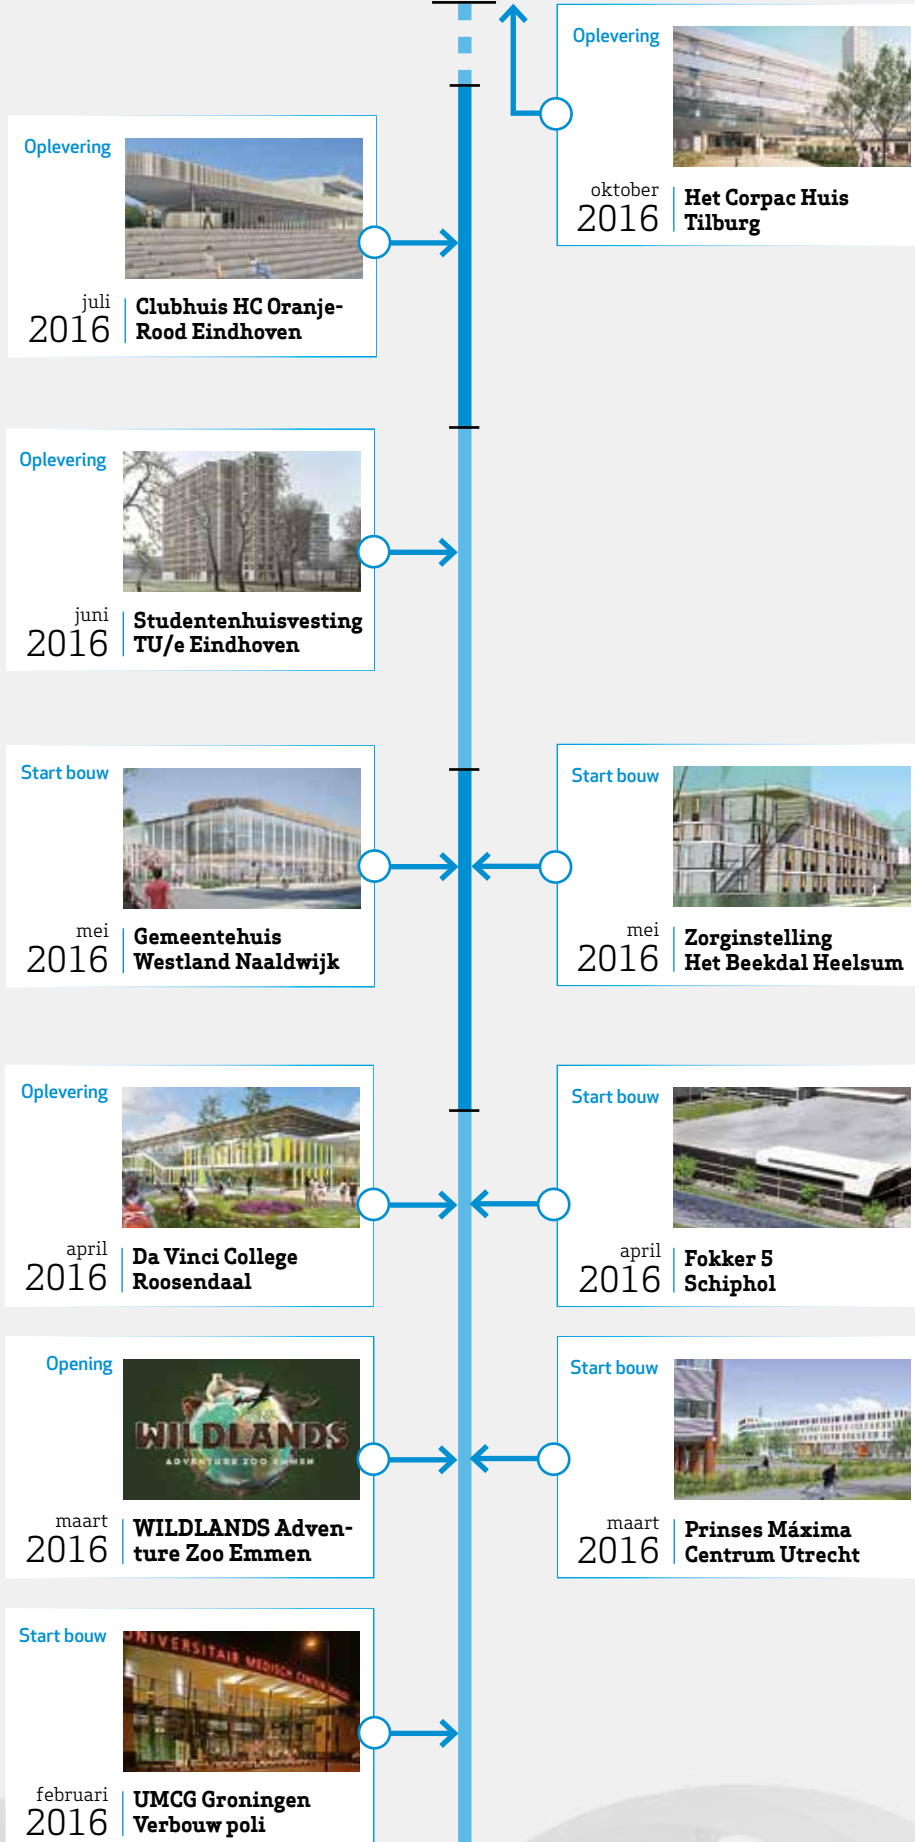 Oplevering
oktober
2016
Het Corpac Huis
Tilburg
Oplevering
juli
2016
Clubhuis HC Oranje-
Rood Eindhoven
Oplevering
juni
2016
Studentenhuisvesting
TU/e Eindhoven
Start bouw
mei
2016
Gemeentehuis
Westland Naaldwijk
Start bouw
mei
2016
Zorginstelling
Het Beekdal Heelsum
Oplevering
april
2016
Da Vinci College
Roosendaal
Start bouw
april
2016
Fokker 5
Schiphol
Opening
WILDLANDS
ADVENTURE ZOO EMMEN
maart
2016
WILDLANDS Adven-
ture Zoo Emmen
Start bouw
maart
2016
Prinses Máxima
Centrum Utrecht
Start bouw
UNIVERSITAIR MEDISCH
februari
2016
UMCG Groningen
Verbouw poli